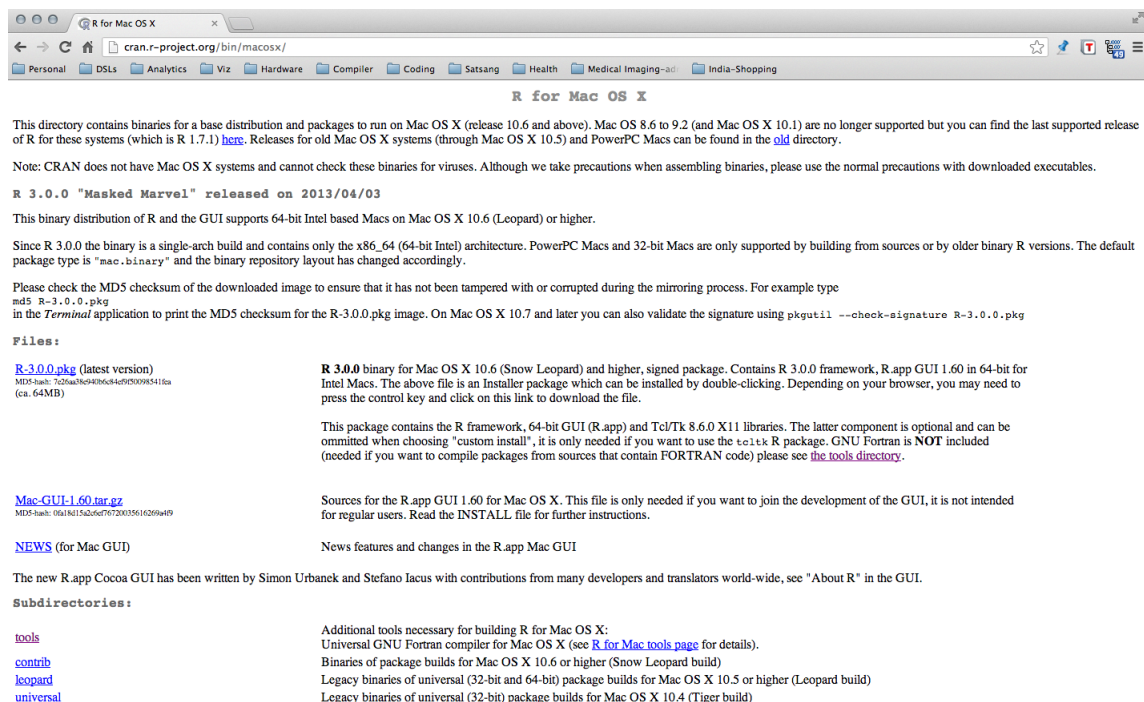 R for Mac OS X
cran.r-project.org/bin/macosx/
Personal DSLs Analytics Viz Hardware Compiler Coding Satsang Health Medical Imaging-ad India-Shopping
R for Mac OS X
This directory contains binaries for a base distribution and packages to run on Mac OS X (release 10.6 and above). Mac OS 8.6 to 9.2 (and Mac OS X 10.1) are no longer supported but you can find the last supported release
of R for these systems (which is R 1.7.1) here. Releases for old Mac OS X systems (through Mac OS X 10.5) and PowerPC Macs can be found in the old directory.
Note: CRAN does not have Mac OS X systems and cannot check these binaries for viruses. Although we take precautions when assembling binaries, please use the normal precautions with downloaded executables.
R 3.0.0 "Masked Marvel" released on 2013/04/03
This binary distribution of R and the GUI supports 64-bit Intel based Macs on Mac OS X 10.6 (Leopard) or higher.
Since R 3.0.0 the binary is a single-arch build and contains only the x86_64 (64-bit Intel) architecture. PowerPC Macs and 32-bit Macs are only supported by building from sources or by older binary R versions. The default
package type is "mac.binary" and the binary repository layout has changed accordingly.
Please check the MD5 checksum of the downloaded image to ensure that it has not been tampered with or corrupted during the mirroring process. For example type
md5 R-3.0.0.pkg
in the Terminal application to print the MD5 checksum for the R-3.0.0.pkg image. On Mac OS X 10.7 and later you can also validate the signature using pkgutil --check-signature R-3.0.0.pkg
Files:
R-3.0.0.pkg (latest version)
MD5-hash:
(ca. 64MB)
R 3.0.0 binary for Mac OS X 10.6 (Snow Leopard) and higher, signed package. Contains R 3.0.0 framework, R.app GUI 1.60 in 64-bit for
Intel Macs. The above file is an Installer package which can be installed by double-clicking. Depending on your browser, you may need to
press the control key and click on this link to download the file.
This package contains the R framework, 64-bit GUI (R.app) and Tcl/Tk 8.6.0 X11 libraries. The latter component is optional and can be
ommitted when choosing "custom install", it is only needed if you want to use the tcltk R package. GNU Fortran is NOT included
(needed if you want to compile packages from sources that contain FORTRAN code) please see the tools directory.
Mac-GUI-1.60.tar.gz
MD5-hash:
Sources for the R.app GUI 1.60 for Mac OS X. This file is only needed if you want to join the development of the GUI, it is not intended
for regular users. Read the INSTALL file for further instructions.
NEWS (for Mac GUI)
News features and changes in the R.app Mac GUI
The new R.app Cocoa GUI has been written by Simon Urbanek and Stefano Iacus with contributions from many developers and translators world-wide, see "About R" in the GUI.
Subdirectories:
tools
Additional tools necessary for building R for Mac OS X:
Universal GNU Fortran compiler for Mac OS X (see R for Mac tools page for details).
contrib
Binaries of package builds for Mac OS X 10.6 or higher (Snow Leopard build)
leopard
Legacy binaries of universal (32-bit and 64-bit) package builds for Mac OS X 10.5 or higher (Leopard build)
universal
Legacy binaries of universal (32-bit) package builds for Mac OS X 10.4 (Tiger build)